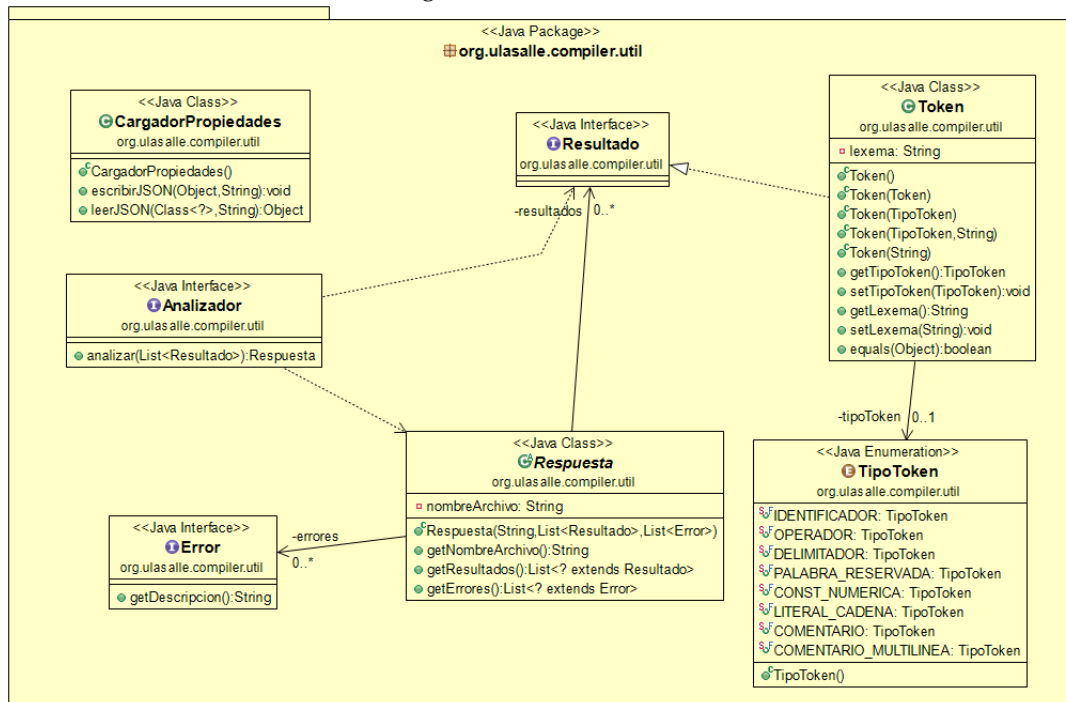 <<Java Package>>
org.ulasalle.compiler.util
<<Java Class>>
CargadorPropiedades
org.ulasalle.compiler.util
CargadorPropiedades()
escribirJSON(Object,String):void
leerJSON(Class<?>,String):Object
<<Java Interface>>
Resultado
org.ulasalle.compiler.util
<<Java Class>>
Token
org.ulasalle.compiler.util
lexema: String
Token()
Token(Token)
Token(TipoToken)
Token(TipoToken,String)
Token(String)
getTipoToken():TipoToken
setTipoToken(TipoToken):void
getLexema():String
setLexema(String):void
equals(Object):boolean
-resultados 0..*
<<Java Interface>>
Analizador
org.ulasalle.compiler.util
analizar(List<Resultado>):Respuesta
-tipoToken 0..1
<<Java Class>>
Respuesta
org.ulasalle.compiler.util
nombreArchivo: String
Respuesta(String,List<Resultado>,List<Error>)
getNombreArchivo():String
getResultados():List<? extends Resultado>
getErrores():List<? extends Error>
-errores
0..*
<<Java Interface>>
Error
org.ulasalle.compiler.util
getDescripcion():String
<<Java Enumeration>>
TipoToken
org.ulasalle.compiler.util
IDENTIFICADOR: TipoToken
OPERADOR: TipoToken
DELIMITADOR: TipoToken
PALABRA_RESERVADA: TipoToken
CONST_NUMERICA: TipoToken
LITERAL_CADENA: TipoToken
COMENTARIO: TipoToken
COMENTARIO_MULTILINEA: TipoToken
TipoToken()